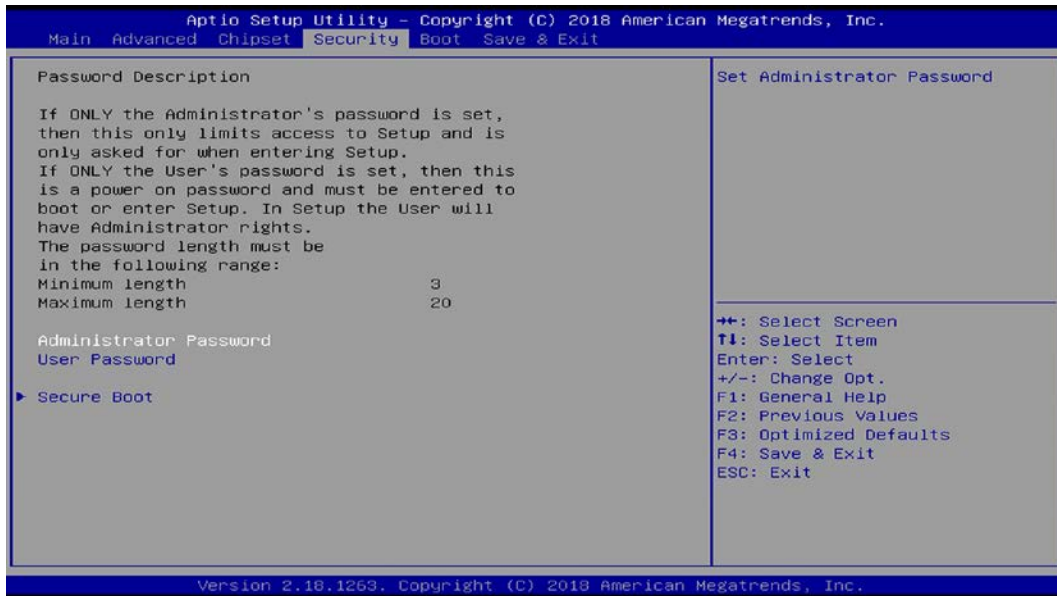 Aptio Setup Utility – Copyright (C) 2018 American Megatrends, Inc.
Main Advanced Chipset Security Boot Save & Exit
Password Description
If ONLY the Administrator's password is set,
then this only limits access to Setup and is
only asked for when entering Setup.
If ONLY the User's password is set, then this
is a power on password and must be entered to
boot or enter Setup. In Setup the User will
have Administrator rights.
The password length must be
in the following range:
Minimum length 3
Maximum length 20
Administrator Password
User Password
► Secure Boot
Set Administrator Password
→←: Select Screen
↑↓: Select Item
Enter: Select
+/-: Change Opt.
F1: General Help
F2: Previous Values
F3: Optimized Defaults
F4: Save & Exit
ESC: Exit
Version 2.18.1263. Copyright (C) 2018 American Megatrends, Inc.